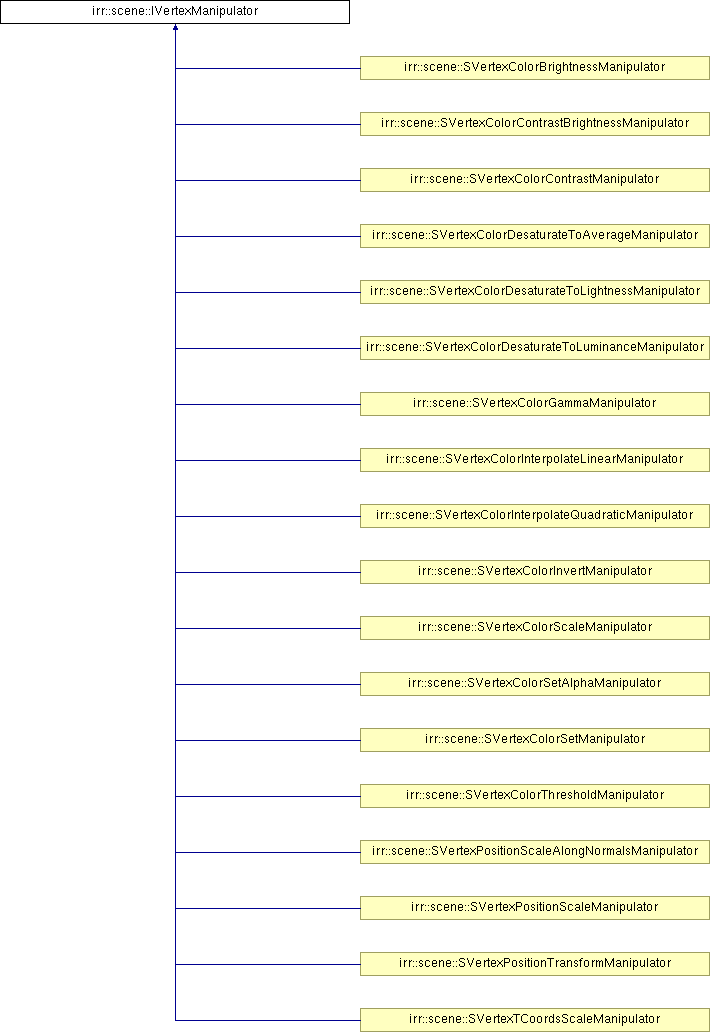 irr::scene::IVertexManipulator
irr::scene::SVertexColorBrightnessManipulator
irr::scene::SVertexColorContrastBrightnessManipulator
irr::scene::SVertexColorContrastManipulator
irr::scene::SVertexColorDesaturateToAverageManipulator
irr::scene::SVertexColorDesaturateToLightnessManipulator
irr::scene::SVertexColorDesaturateToLuminanceManipulator
irr::scene::SVertexColorGammaManipulator
irr::scene::SVertexColorInterpolateLinearManipulator
irr::scene::SVertexColorInterpolateQuadraticManipulator
irr::scene::SVertexColorInvertManipulator
irr::scene::SVertexColorScaleManipulator
irr::scene::SVertexColorSetAlphaManipulator
irr::scene::SVertexColorSetManipulator
irr::scene::SVertexColorThresholdManipulator
irr::scene::SVertexPositionScaleAlongNormalsManipulator
irr::scene::SVertexPositionScaleManipulator
irr::scene::SVertexPositionTransformManipulator
irr::scene::SVertexTCoordsScaleManipulator